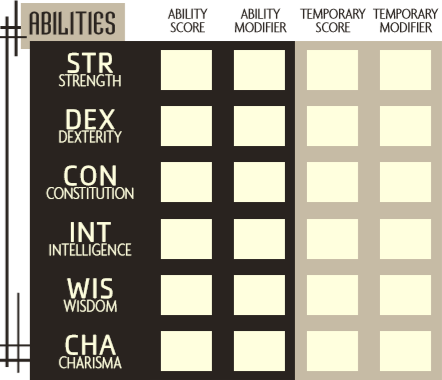 ABILITIES
ABILITY SCORE
ABILITY MODIFIER
TEMPORARY SCORE
TEMPORARY MODIFIER
STR
STRENGTH
DEX
DEXTERITY
CON
CONSTITUTION
INT
INTELLIGENCE
WIS
WISDOM
CHA
CHARISMA